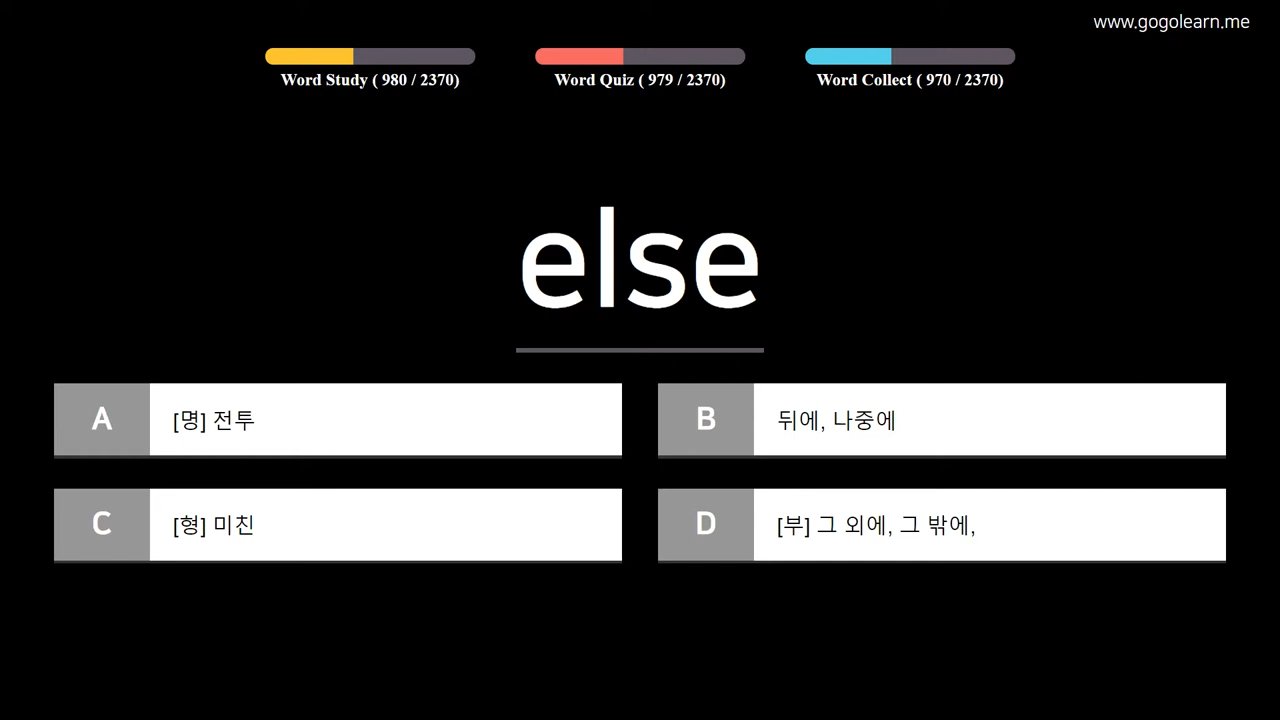 www.gogolearn.me
Word Study ( 980 / 2370)
Word Quiz ( 979 / 2370)
Word Collect ( 970 / 2370)
else
A [명] 전투
B 뒤에, 나중에
C [형] 미친
D [부] 그 외에, 그 밖에,